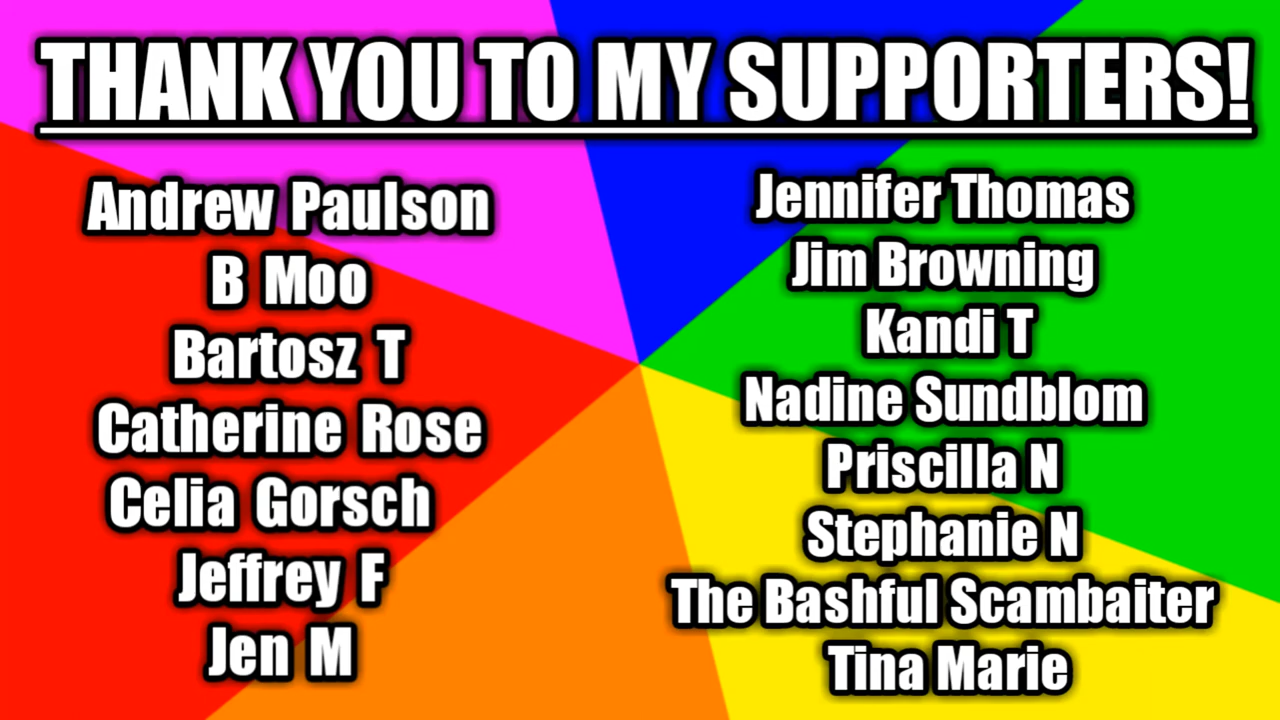 THANK YOU TO MY SUPPORTERS!
Andrew Paulson
B Moo
Bartosz T
Catherine Rose
Celia Gorsch
Jeffrey F
Jen M
Jennifer Thomas
Jim Browning
Kandi T
Nadine Sundblom
Priscilla N
Stephanie N
The Bashful Scambaiter
Tina Marie